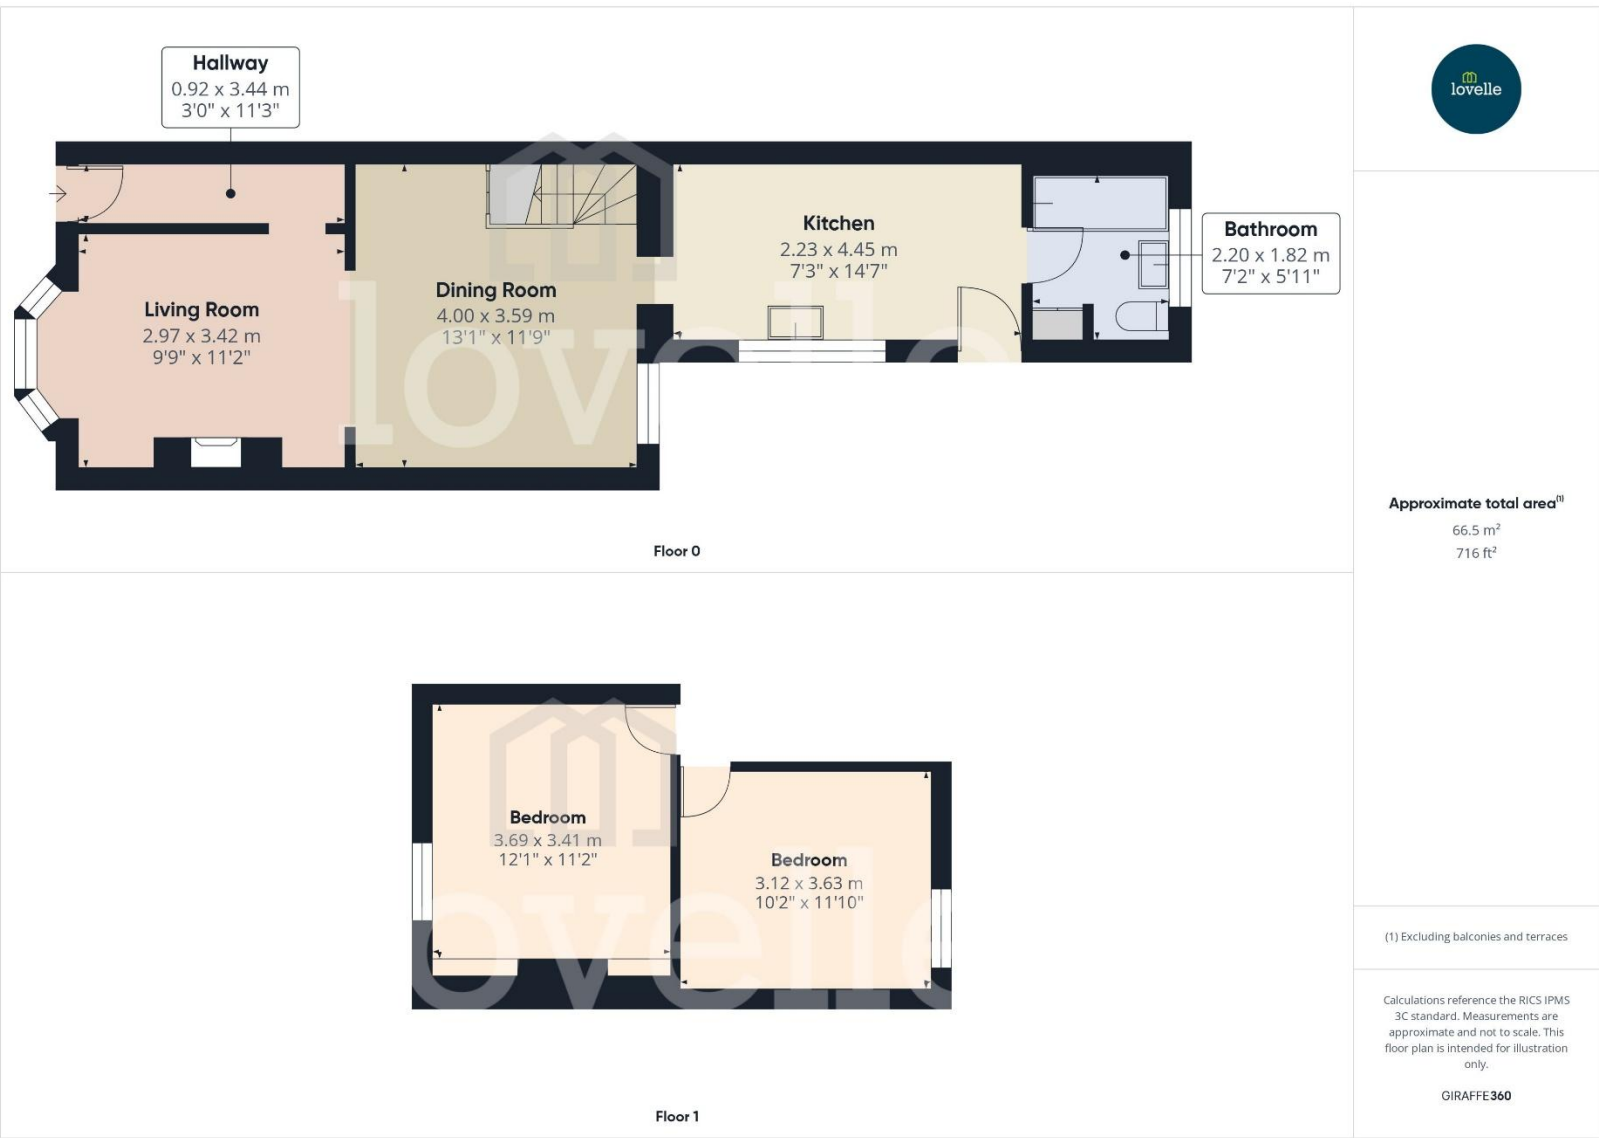 Hallway
0.92 x 3.44 m
3'0" x 11'3"
lovelle
Living Room
2.97 x 3.42 m
9'9" x 11'2"
Dining Room
4.00 x 3.59 m
13'1" x 11'9"
Kitchen
2.23 x 4.45 m
7'3" x 14'7"
Bathroom
2.20 x 1.82 m
7'2" x 5'11"
lovelle
Floor 0
Approximate total area(1)
66.5 m²
716 ft²
Bedroom
3.69 x 3.41 m
12'1" x 11'2"
Bedroom
3.12 x 3.63 m
10'2" x 11'10"
lovelle
Floor 1
(1) Excluding balconies and terraces
Calculations reference the RICS IPMS
3C standard. Measurements are
approximate and not to scale. This
floor plan is intended for illustration
only.
GIRAFFE360